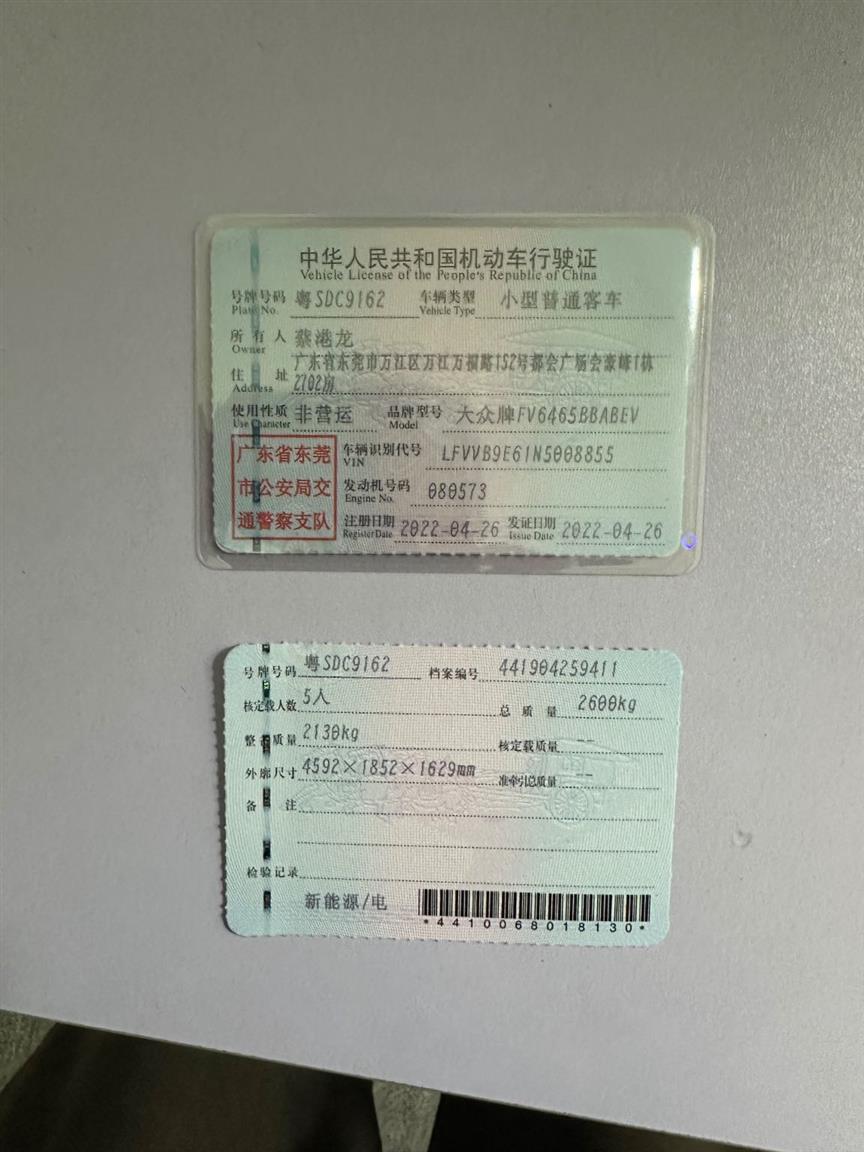 中华人民共和国机动车行驶证
Vehicle License of the People's Republic of China
号牌号码 粤SDC9162 车辆类型 小型普通客车
Plate No. Vehicle Type
所有人 蔡港龙
Owner
广东省东莞市万江区万江万福路152号都会广场会豪峰1栋
住址 2702房
Address
使用性质 非营运 品牌型号 大众牌FV6465BBABEV
Use Character Model
广东省东莞
市公安局交
通警察支队
车辆识别代号 LFVVB9E61N5008855
VIN
发动机号码 080573
Engine No.
注册日期 2022-04-26 发证日期 2022-04-26
Register Date Issue Date
号牌号码 粤SDC9162 档案编号 441904259411
核定载人数 5人 总质量 2600kg
整备质量 2130kg 核定载质量 --
外廓尺寸 4592×1852×1629mm 准牵引总质量 --
备注
检验记录
新能源/电
*4410068018130*